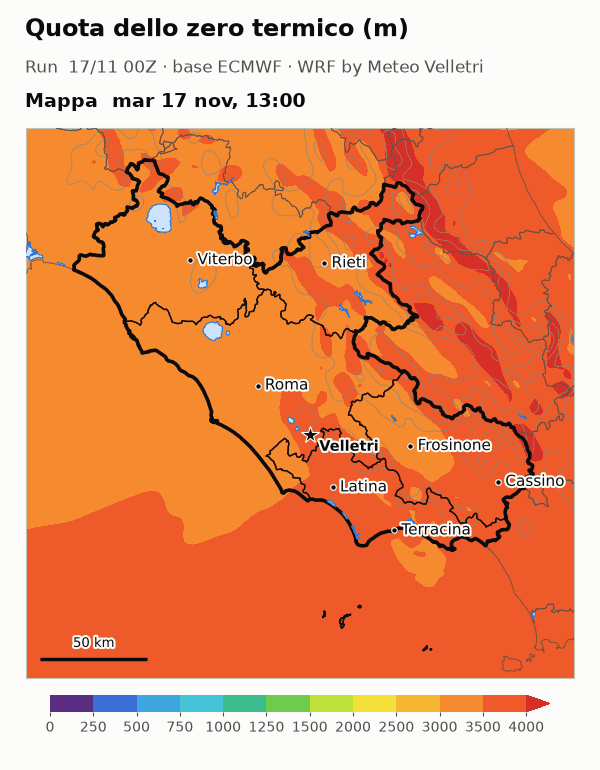 Quota dello zero termico (m)
Run  17/11 00Z · base ECMWF · WRF by Meteo Velletri
Mappa  mar 17 nov, 13:00
Viterbo
Rieti
Roma
Velletri
Frosinone
Latina
Cassino
Terracina
50 km
0 250 500 750 1000 1250 1500 2000 2500 3000 3500 4000